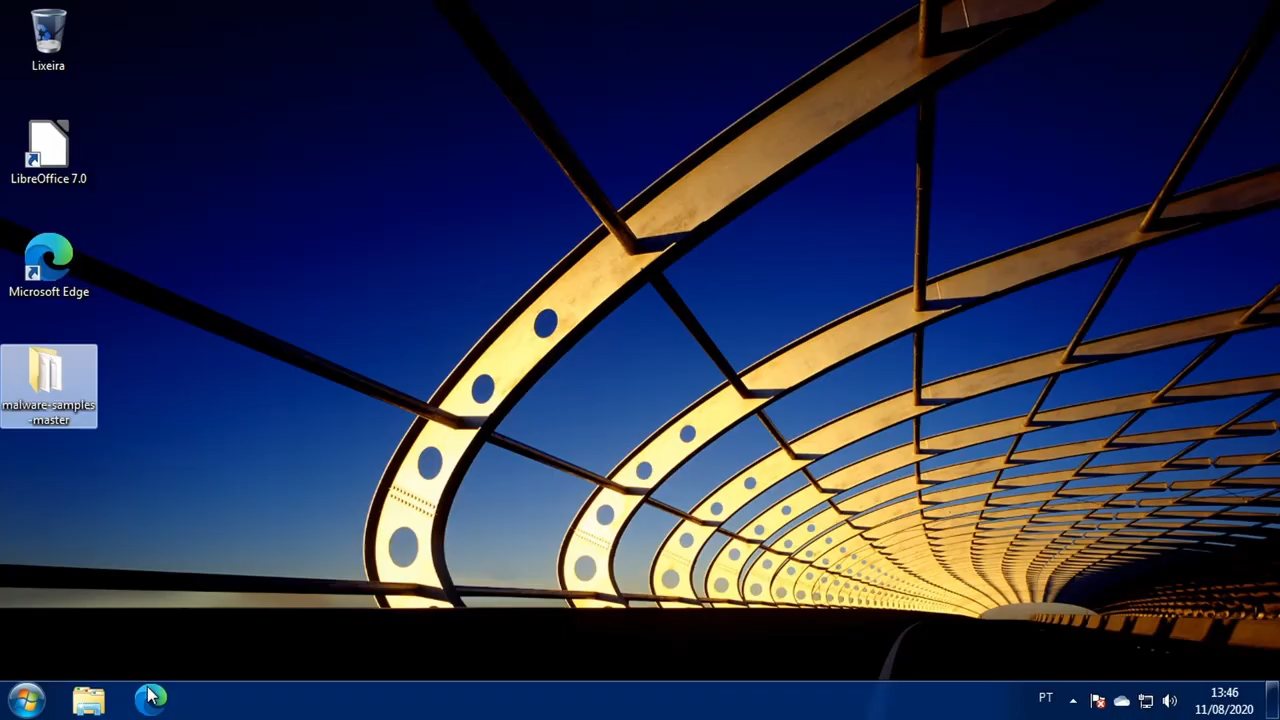 Lixeira
LibreOffice 7.0
Microsoft Edge
malware-samples
-master
PT
13:46
11/08/2020